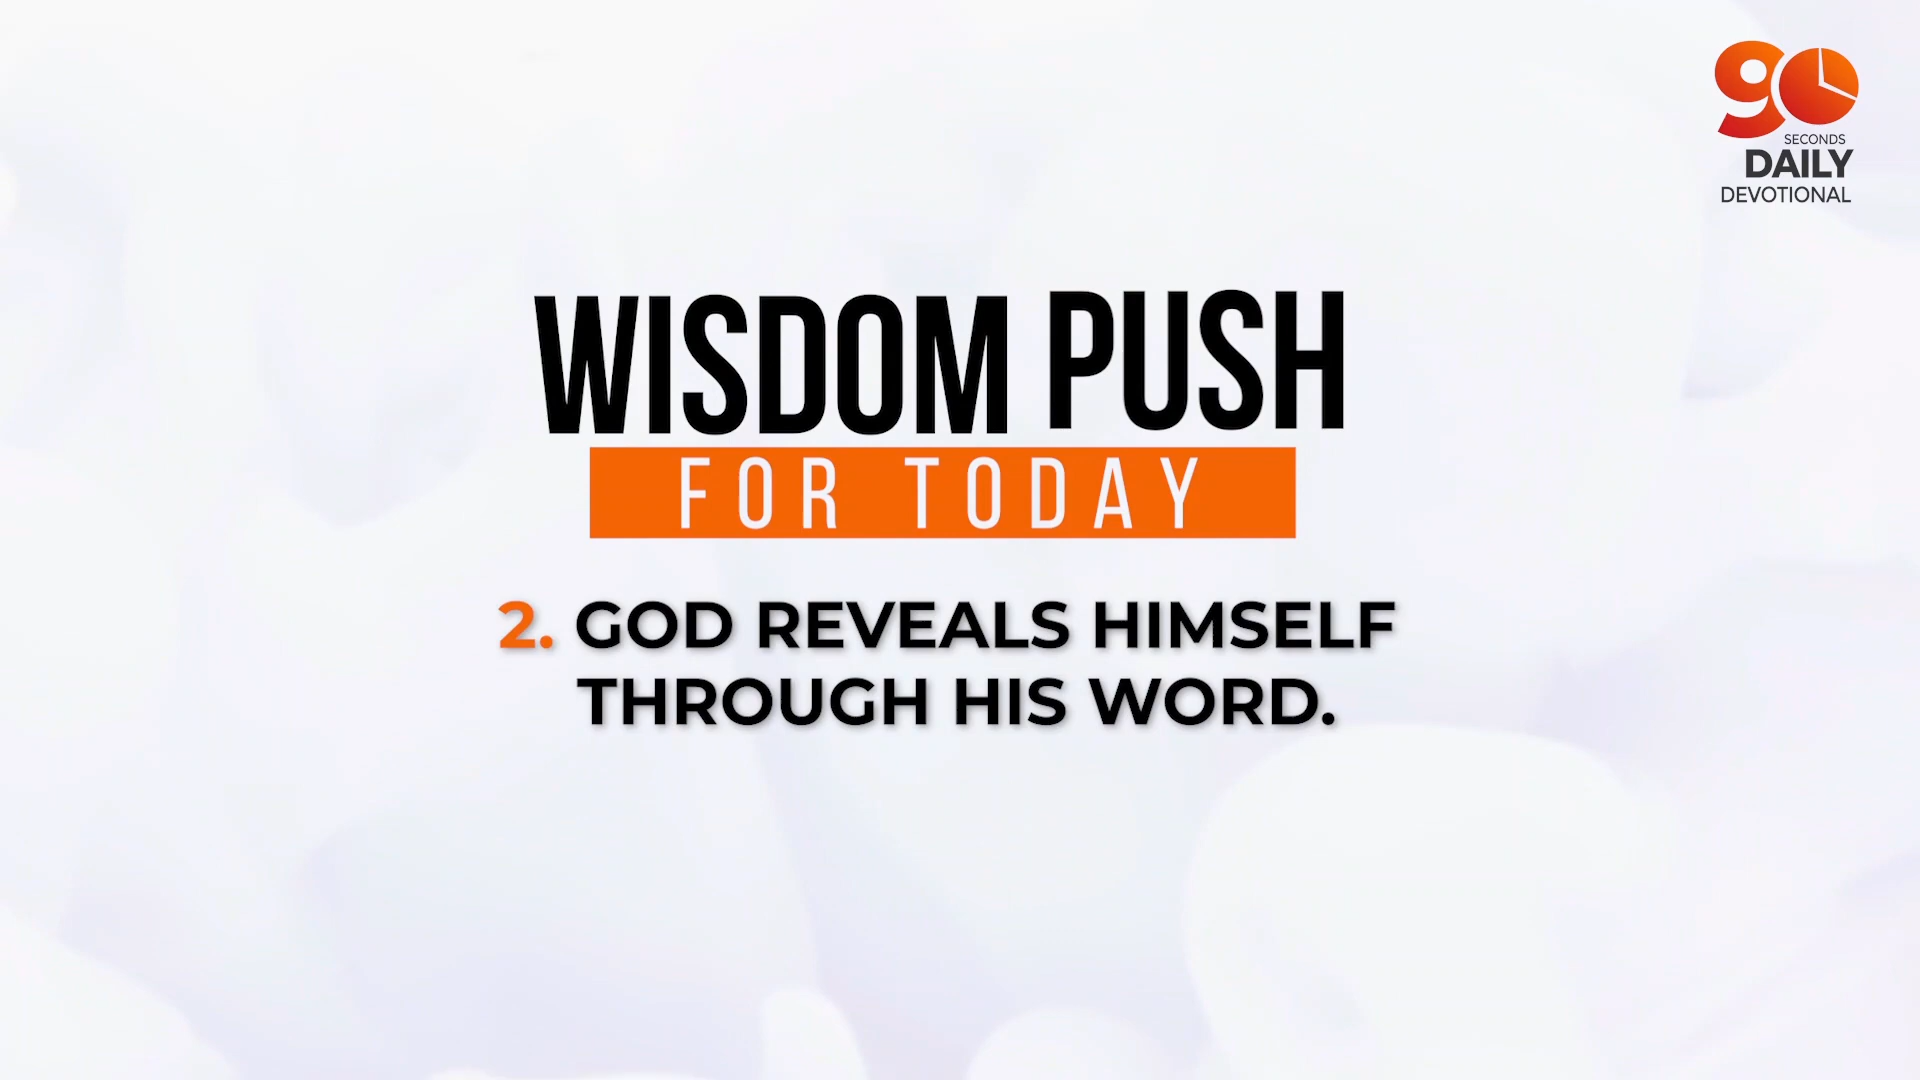 90
SECONDS
DAILY
DEVOTIONAL
WISDOM PUSH
FOR TODAY
2. GOD REVEALS HIMSELF
THROUGH HIS WORD.